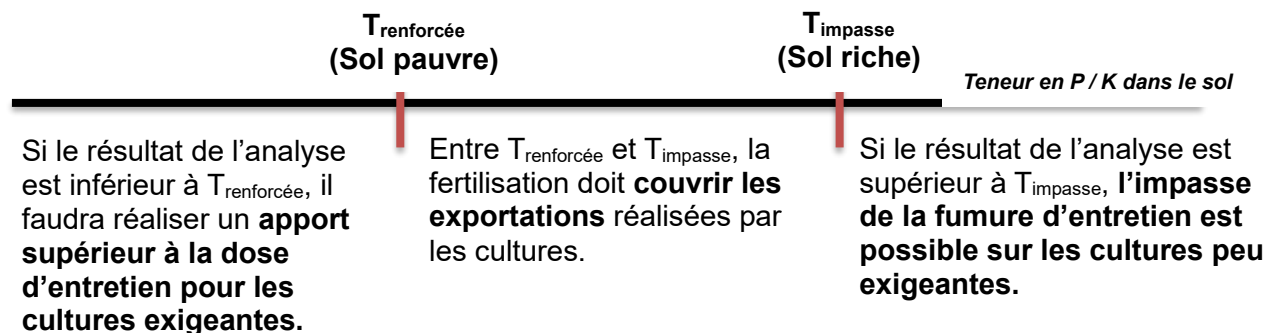 Trenforcée
(Sol pauvre)
Timpasse
(Sol riche)
Teneur en P / K dans le sol
Si le résultat de l’analyse
est inférieur à Trenforcée, il
faudra réaliser un apport
supérieur à la dose
d’entretien pour les
cultures exigeantes.
Entre Trenforcée et Timpasse, la
fertilisation doit couvrir les
exportations réalisées par
les cultures.
Si le résultat de l’analyse est
supérieur à Timpasse, l’impasse
de la fumure d’entretien est
possible sur les cultures peu
exigeantes.